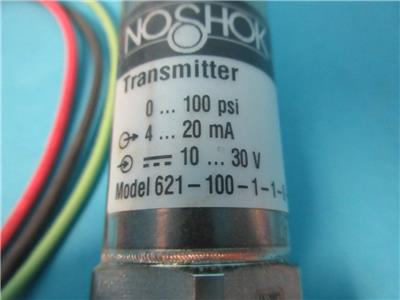 NOSHOK
Transmitter
0 ... 100 psi
4 ... 20 mA
10 ... 30 V
Model 621-100-1-1-